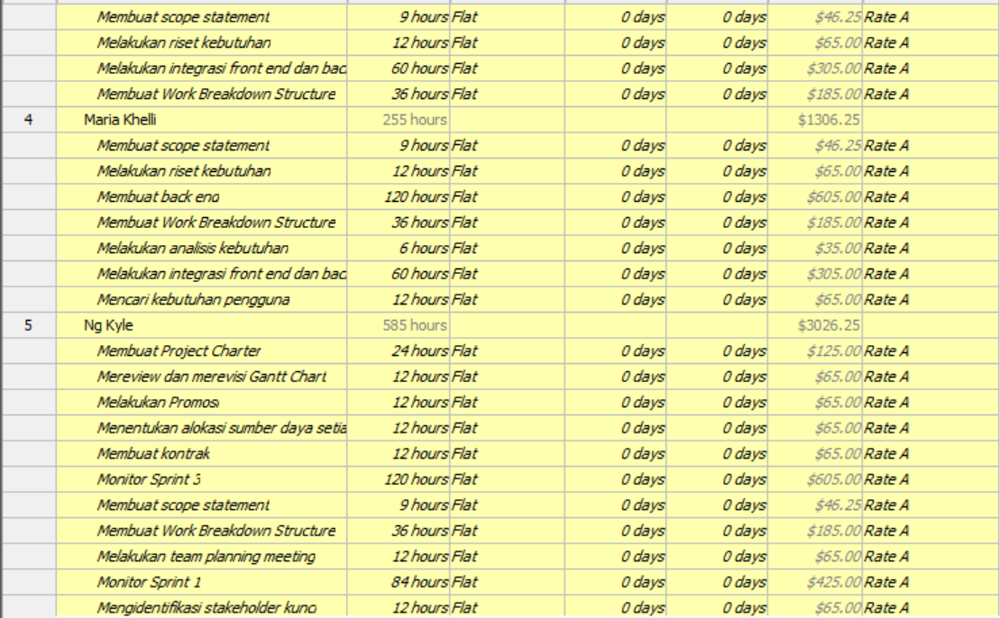 Membuat scope statement 9 hours Flat 0 days 0 days $46.25 Rate A
Melakukan riset kebutuhan 12 hours Flat 0 days 0 days $65.00 Rate A
Melakukan integrasi front end dan bac 60 hours Flat 0 days 0 days $305.00 Rate A
Membuat Work Breakdown Structure 36 hours Flat 0 days 0 days $185.00 Rate A
4 Maria Khelli 255 hours $1306.25
Membuat scope statement 9 hours Flat 0 days 0 days $46.25 Rate A
Melakukan riset kebutuhan 12 hours Flat 0 days 0 days $65.00 Rate A
Membuat back end 120 hours Flat 0 days 0 days $605.00 Rate A
Membuat Work Breakdown Structure 36 hours Flat 0 days 0 days $185.00 Rate A
Melakukan analisis kebutuhan 6 hours Flat 0 days 0 days $35.00 Rate A
Melakukan integrasi front end dan bac 60 hours Flat 0 days 0 days $305.00 Rate A
Mencari kebutuhan pengguna 12 hours Flat 0 days 0 days $65.00 Rate A
5 Ng Kyle 585 hours $3026.25
Membuat Project Charter 24 hours Flat 0 days 0 days $125.00 Rate A
Mereview dan merevisi Gantt Chart 12 hours Flat 0 days 0 days $65.00 Rate A
Melakukan Promosi 12 hours Flat 0 days 0 days $65.00 Rate A
Menentukan alokasi sumber daya setia 12 hours Flat 0 days 0 days $65.00 Rate A
Membuat kontrak 12 hours Flat 0 days 0 days $65.00 Rate A
Monitor Sprint 3 120 hours Flat 0 days 0 days $605.00 Rate A
Membuat scope statement 9 hours Flat 0 days 0 days $46.25 Rate A
Membuat Work Breakdown Structure 36 hours Flat 0 days 0 days $185.00 Rate A
Melakukan team planning meeting 12 hours Flat 0 days 0 days $65.00 Rate A
Monitor Sprint 1 84 hours Flat 0 days 0 days $425.00 Rate A
Mengidentifikasi stakeholder kunci 12 hours Flat 0 days 0 days $65.00 Rate A